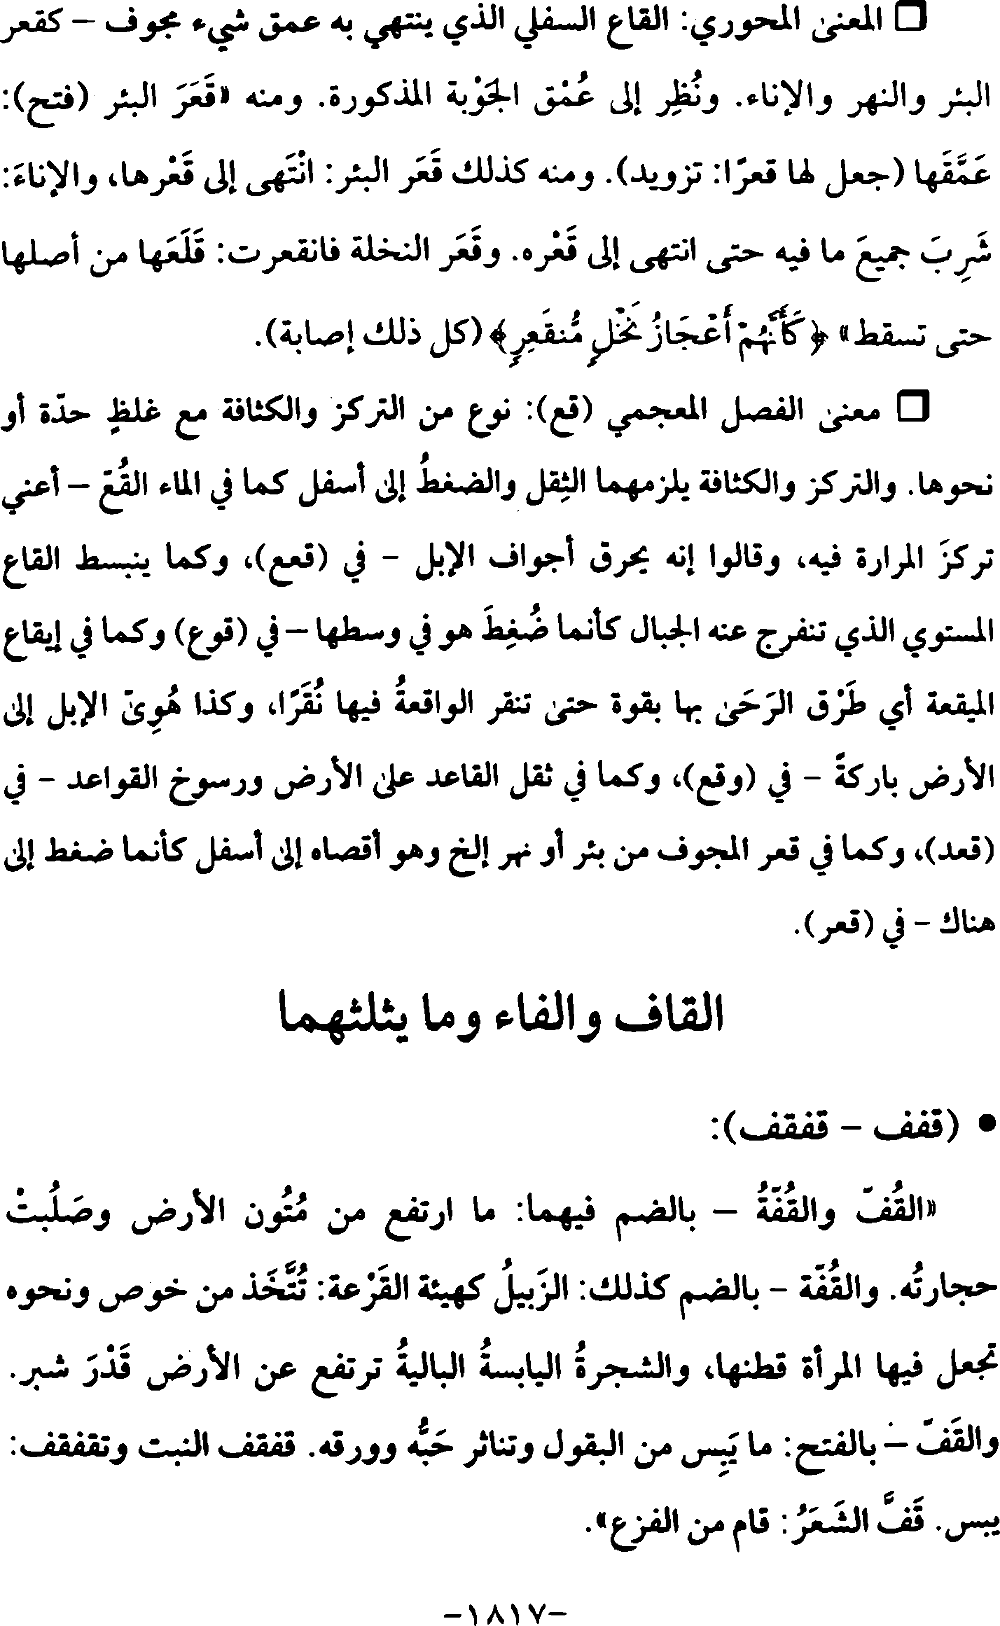 □ المعنى المحوري: القاع السفلي الذي ينتهي به عمق شيء مجوف – كقعر
البئر والنهر والإناء. ونُظِر إلى عُمْق الجَوْبة المذكورة. ومنه «قَعَرَ البئر (فتح):
عَمَّقَها (جعل لها قعرًا: تزويد). ومنه كذلك قَعَر البئر: انْتَهى إلى قَعْرها، والإناءَ:
شَرِبَ جميعَ ما فيه حتى انتهى إلى قَعْره. وقَعَر النخلة فانقعرت: قَلَعَها من أصلها
حتى تسقط» ﴿كَأَنَّهُمْ أَعْجَازُ نَخْلٍ مُّنقَعِرٍ﴾ (كل ذلك إصابة).
□ معنى الفصل المعجمي (قع): نوع من التركز والكثافة مع غلظٍ حدّة أو
نحوها. والتركز والكثافة يلزمهما الثِقل والضغطُ إلى أسفل كما في الماء القُعّ – أعني
تركزَ المرارة فيه، وقالوا إنه يحرق أجواف الإبل – في (قعع)، وكما ينبسط القاع
المستوي الذي تنفرج عنه الجبال كأنما ضُغِطَ هو في وسطها – في (قوع) وكما في إيقاع
الميقعة أي طَرْق الرَحَىٰ بها بقوة حتى تنقر الواقعةُ فيها نُقَرًا، وكذا هُوِىّ الإبل إلى
الأرض باركةً – في (وقع)، وكما في ثقل القاعد على الأرض ورسوخ القواعد – في
(قعد)، وكما في قعر المجوف من بئر أو نهر إلخ وهو أقصاه إلى أسفل كأنما ضغط إلى
هناك – في (قعر).
القاف والفاء وما يثلثهما
• (قفف – قفقف):
«القُفّ والقُفّةُ – بالضم فيهما: ما ارتفع من مُتُون الأرض وصَلُبتْ
حجارتُه. والقُفّة – بالضم كذلك: الزَبيلُ كهيئة القَرْعة: تُتَّخَذ من خوص ونحوه
تجعل فيها المرأة قطنها، والشجرةُ اليابسةُ الباليةُ ترتفع عن الأرض قَدْرَ شبر.
والقَفّ – بالفتح: ما يَبِس من البقول وتناثر حَبُّه وورقه. قفقف النبت وتقفقف:
يبس. قَفَّ الشَعَرُ: قام من الفزع».
-١٨١٧-